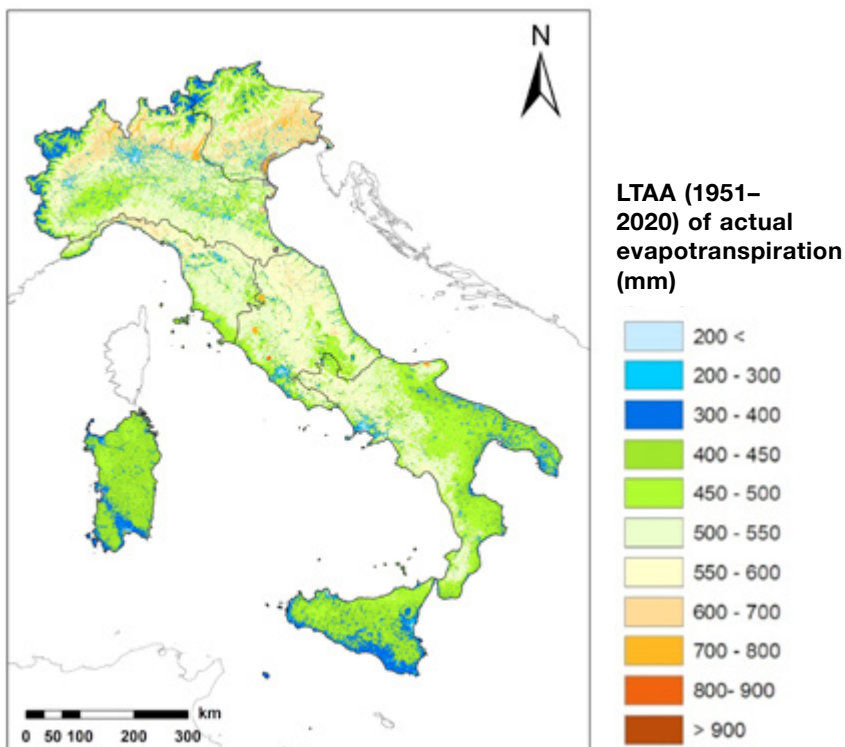 N
LTAA (1951–
2020) of actual
evapotranspiration
(mm)
200 <
200 - 300
300 - 400
400 - 450
450 - 500
500 - 550
550 - 600
600 - 700
700 - 800
800- 900
> 900
km
0 50 100 200 300